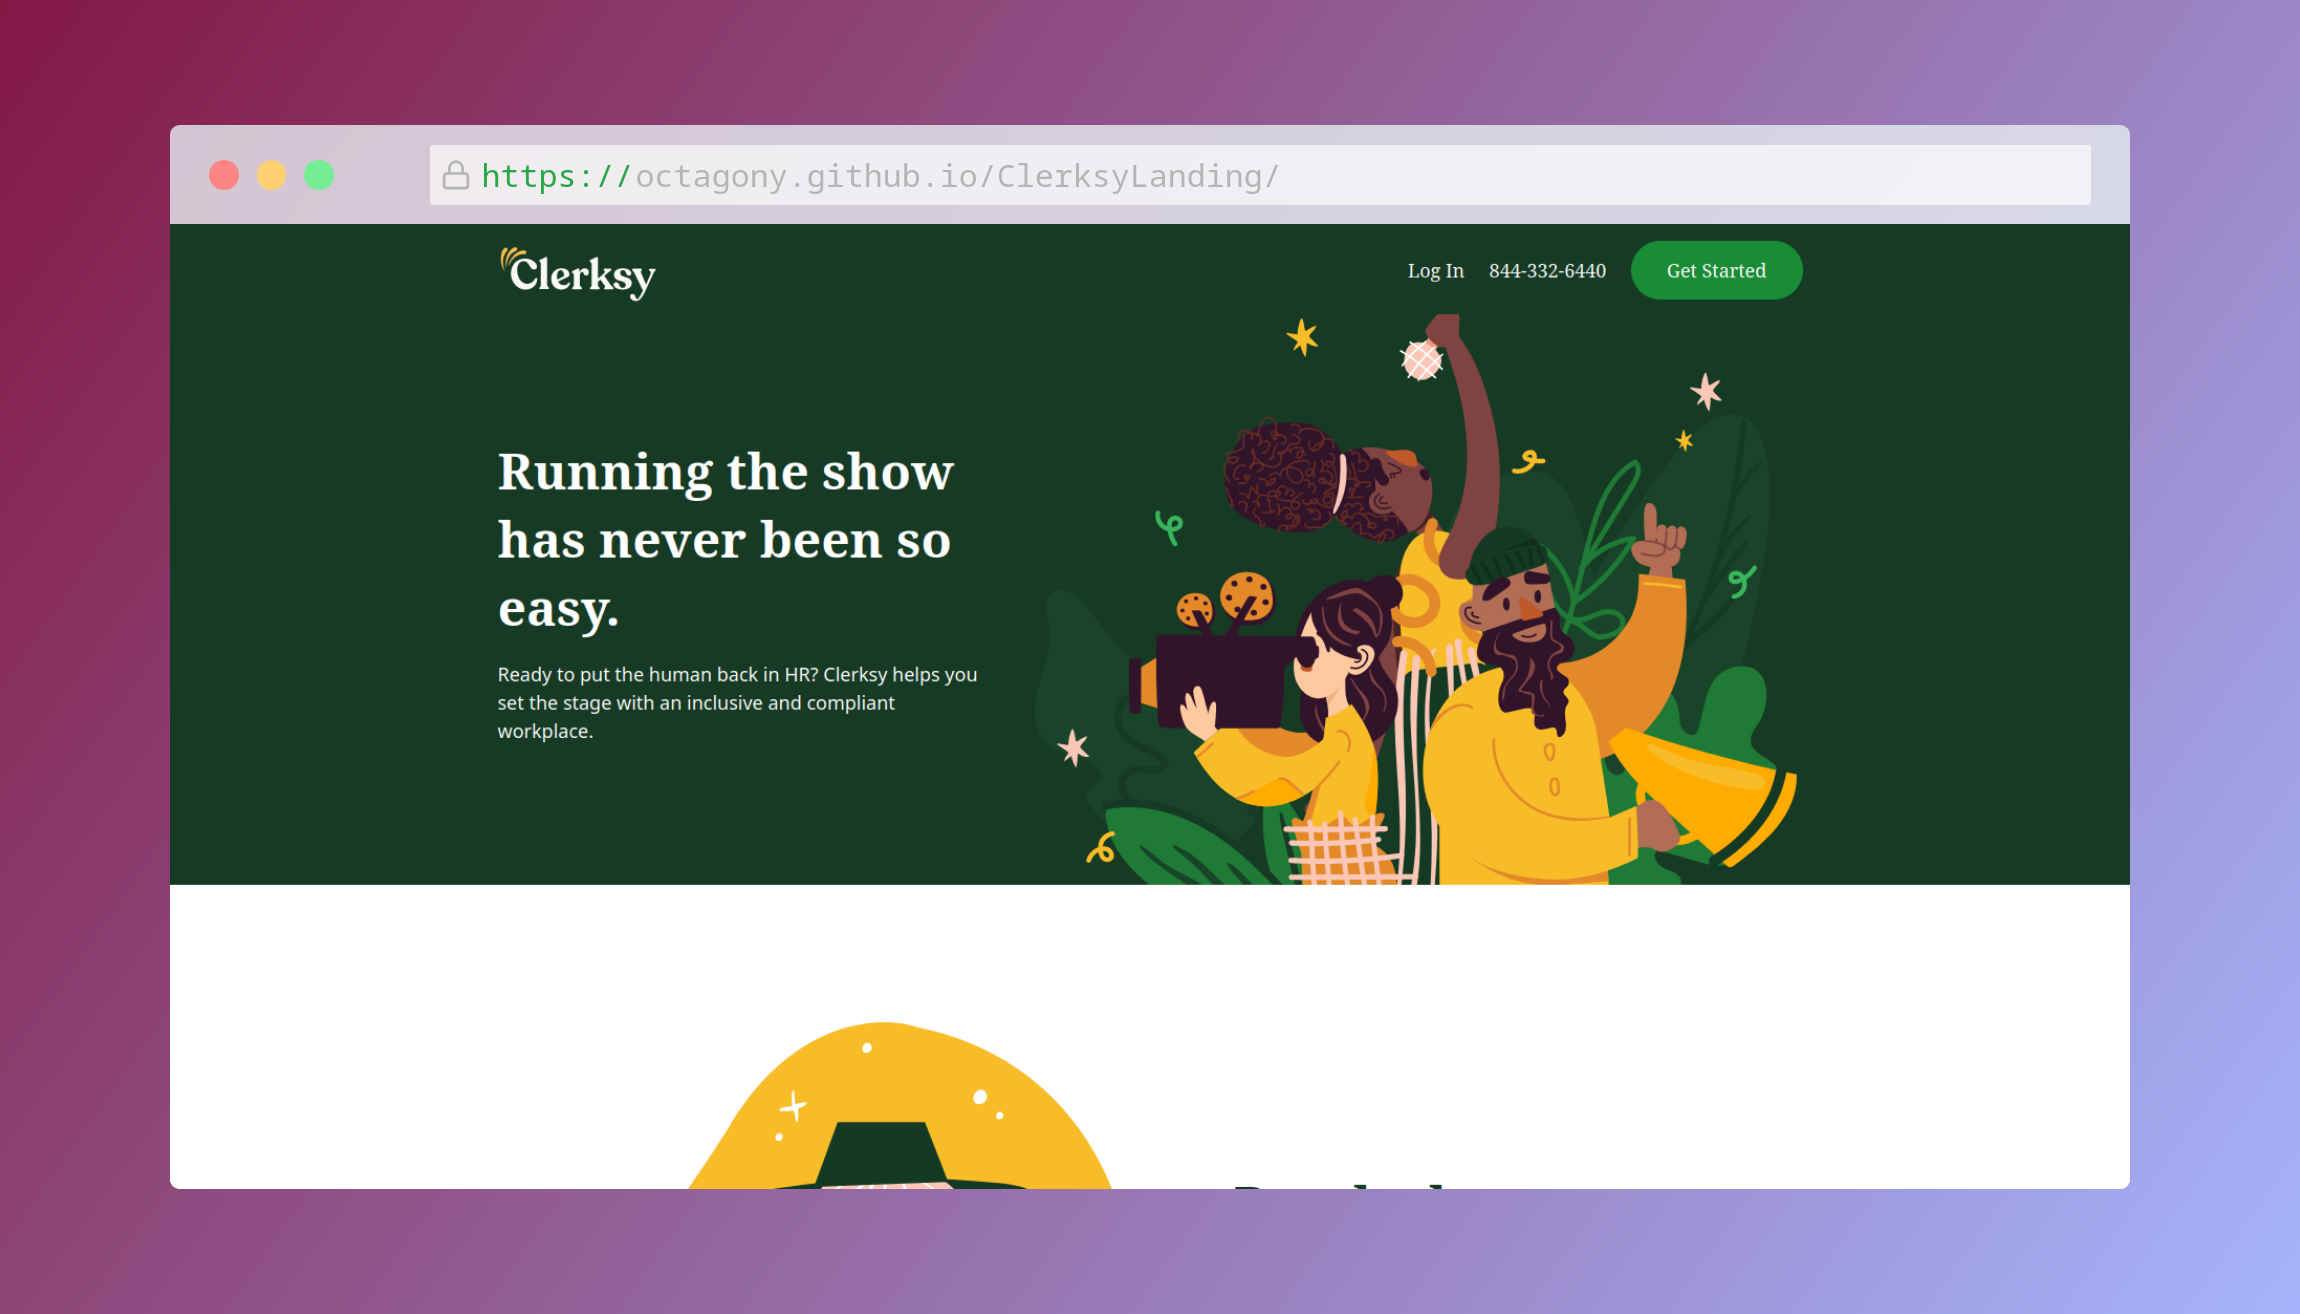 https://octagony.github.io/ClerksyLanding/
Clerksy
Log In 844-332-6440 Get Started
Running the show
has never been so
easy.
Ready to put the human back in HR? Clerksy helps you
set the stage with an inclusive and compliant
workplace.